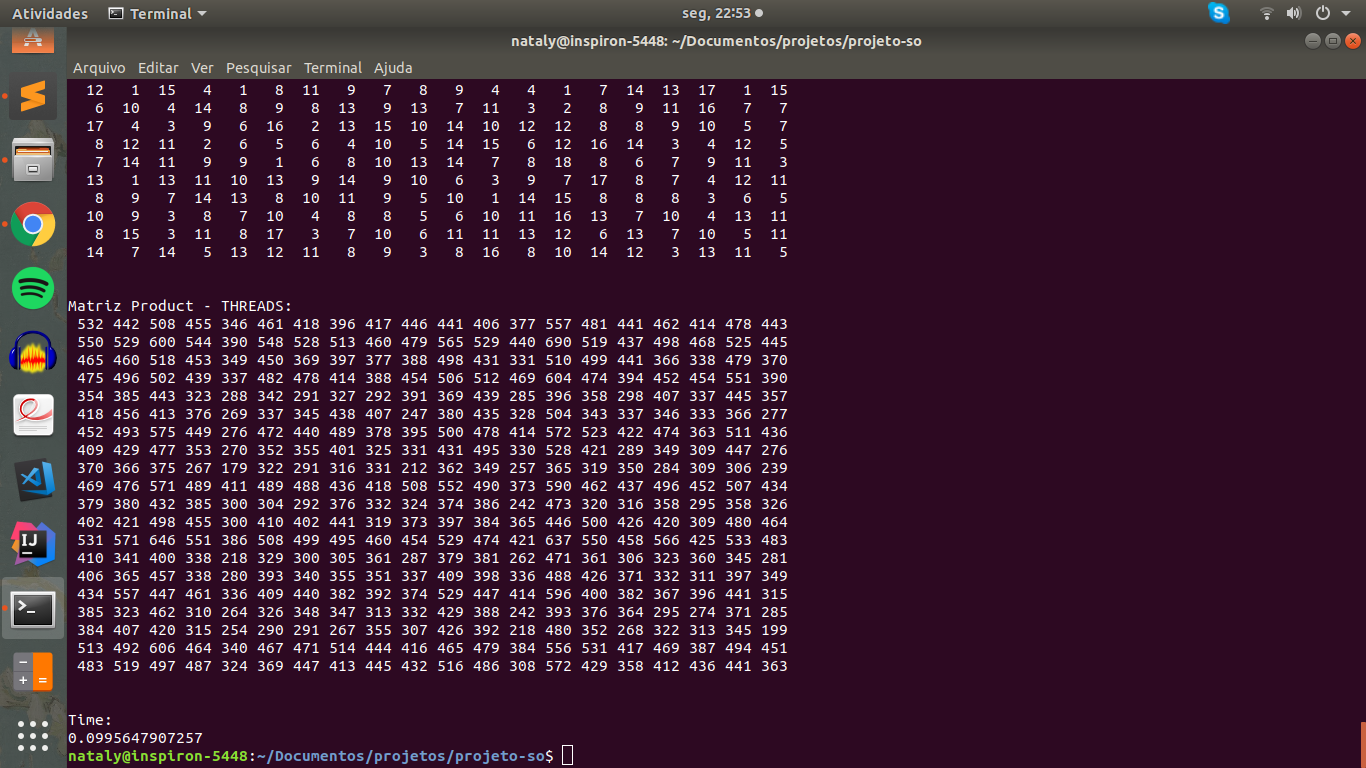 Atividades Terminal seg, 22:53
nataly@inspiron-5448: ~/Documentos/projetos/projeto-so
Arquivo Editar Ver Pesquisar Terminal Ajuda
12 1 15 4 1 8 11 9 7 8 9 4 4 1 7 14 13 17 1 15
6 10 4 14 8 9 8 13 9 13 7 11 3 2 8 9 11 16 7 7
17 4 3 9 6 16 2 13 15 10 14 10 12 12 8 8 9 10 5 7
8 12 11 2 6 5 6 4 10 5 14 15 6 12 16 14 3 4 12 5
7 14 11 9 9 1 6 8 10 13 14 7 8 18 8 6 7 9 11 3
13 1 13 11 10 13 9 14 9 10 6 3 9 7 17 8 7 4 12 11
8 9 7 14 13 8 10 11 9 5 10 1 14 15 8 8 8 3 6 5
10 9 3 8 7 10 4 8 8 5 6 10 11 16 13 7 10 4 13 11
8 15 3 11 8 17 3 7 10 6 11 11 13 12 6 13 7 10 5 11
14 7 14 5 13 12 11 8 9 3 8 16 8 10 14 12 3 13 11 5
Matriz Product - THREADS:
532 442 508 455 346 461 418 396 417 446 441 406 377 557 481 441 462 414 478 443
550 529 600 544 390 548 528 513 460 479 565 529 440 690 519 437 498 468 525 445
465 460 518 453 349 450 369 397 377 388 498 431 331 510 499 441 366 338 479 370
475 496 502 439 337 482 478 414 388 454 506 512 469 604 474 394 452 454 551 390
354 385 443 323 288 342 291 327 292 391 369 439 285 396 358 298 407 337 445 357
418 456 413 376 269 337 345 438 407 247 380 435 328 504 343 337 346 333 366 277
452 493 575 449 276 472 440 489 378 395 500 478 414 572 523 422 474 363 511 436
409 429 477 353 270 352 355 401 325 331 431 495 330 528 421 289 349 309 447 276
370 366 375 267 179 322 291 316 331 212 362 349 257 365 319 350 284 309 306 239
469 476 571 489 411 489 488 436 418 508 552 490 373 590 462 437 496 452 507 434
379 380 432 385 300 304 292 376 332 324 374 386 242 473 320 316 358 295 358 326
402 421 498 455 300 410 402 441 319 373 397 384 365 446 500 426 420 309 480 464
531 571 646 551 386 508 499 495 460 454 529 474 421 637 550 458 566 425 533 483
410 341 400 338 218 329 300 305 361 287 379 381 262 471 361 306 323 360 345 281
406 365 457 338 280 393 340 355 351 337 409 398 336 488 426 371 332 311 397 349
434 557 447 461 336 409 440 382 392 374 529 447 414 596 400 382 367 396 441 315
385 323 462 310 264 326 348 347 313 332 429 388 242 393 376 364 295 274 371 285
384 407 420 315 254 290 291 267 355 307 426 392 218 480 352 268 322 313 345 199
513 492 606 464 340 467 471 514 444 416 465 479 384 556 531 417 469 387 494 451
483 519 497 487 324 369 447 413 445 432 516 486 308 572 429 358 412 436 441 363
Time:
0.0995647907257
nataly@inspiron-5448:~/Documentos/projetos/projeto-so$